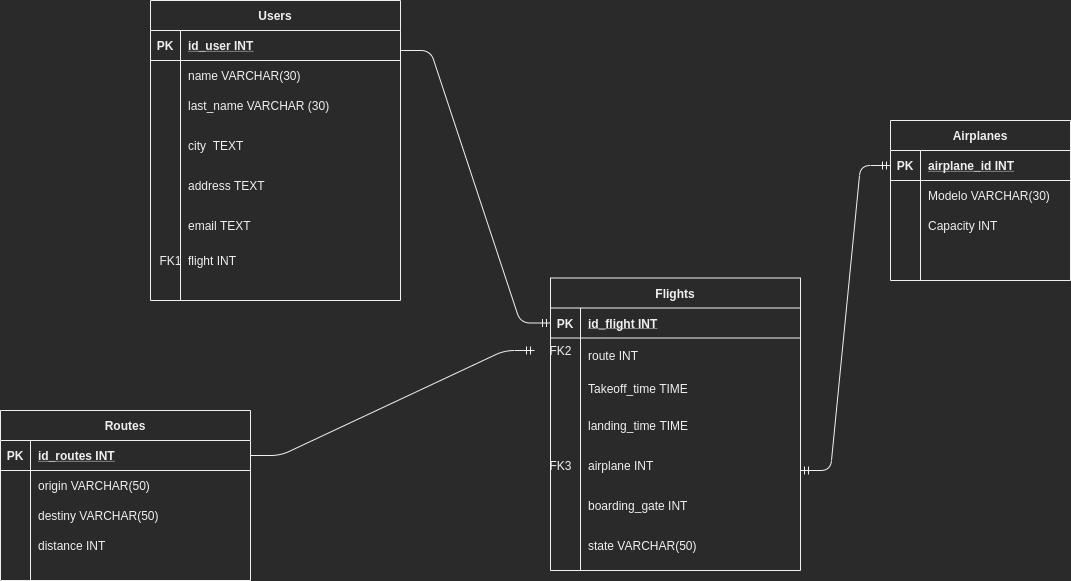 Users
PK id_user INT
name VARCHAR(30)
last_name VARCHAR (30)
city TEXT
address TEXT
email TEXT
FK1 flight INT
Airplanes
PK airplane_id INT
Modelo VARCHAR(30)
Capacity INT
Flights
PK id_flight INT
FK2 route INT
Takeoff_time TIME
landing_time TIME
FK3 airplane INT
boarding_gate INT
state VARCHAR(50)
Routes
PK id_routes INT
origin VARCHAR(50)
destiny VARCHAR(50)
distance INT